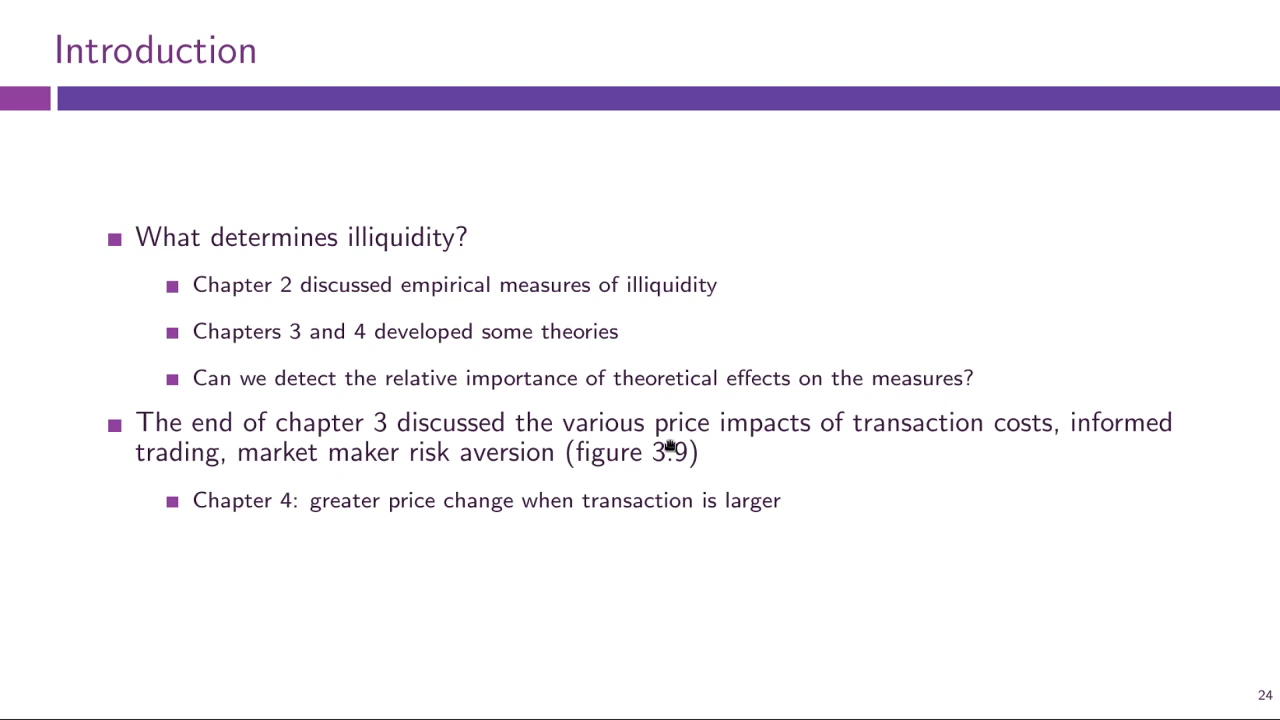 Introduction
What determines illiquidity?
Chapter 2 discussed empirical measures of illiquidity
Chapters 3 and 4 developed some theories
Can we detect the relative importance of theoretical effects on the measures?
The end of chapter 3 discussed the various price impacts of transaction costs, informed
trading, market maker risk aversion (figure 3.9)
Chapter 4: greater price change when transaction is larger
24